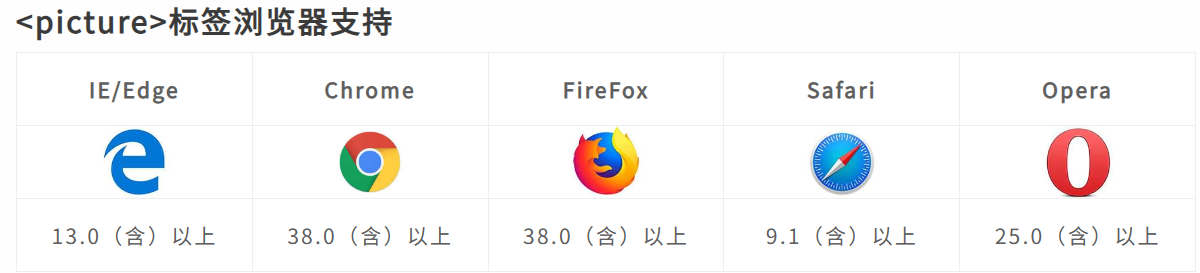 <picture>标签浏览器支持
IE/Edge Chrome FireFox Safari Opera
13.0（含）以上 38.0（含）以上 38.0（含）以上 9.1（含）以上 25.0（含）以上